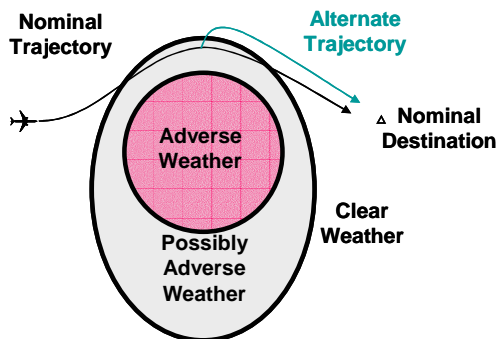 Nominal
Trajectory
Alternate
Trajectory
Nominal
Destination
Adverse
Weather
Clear
Weather
Possibly
Adverse
Weather